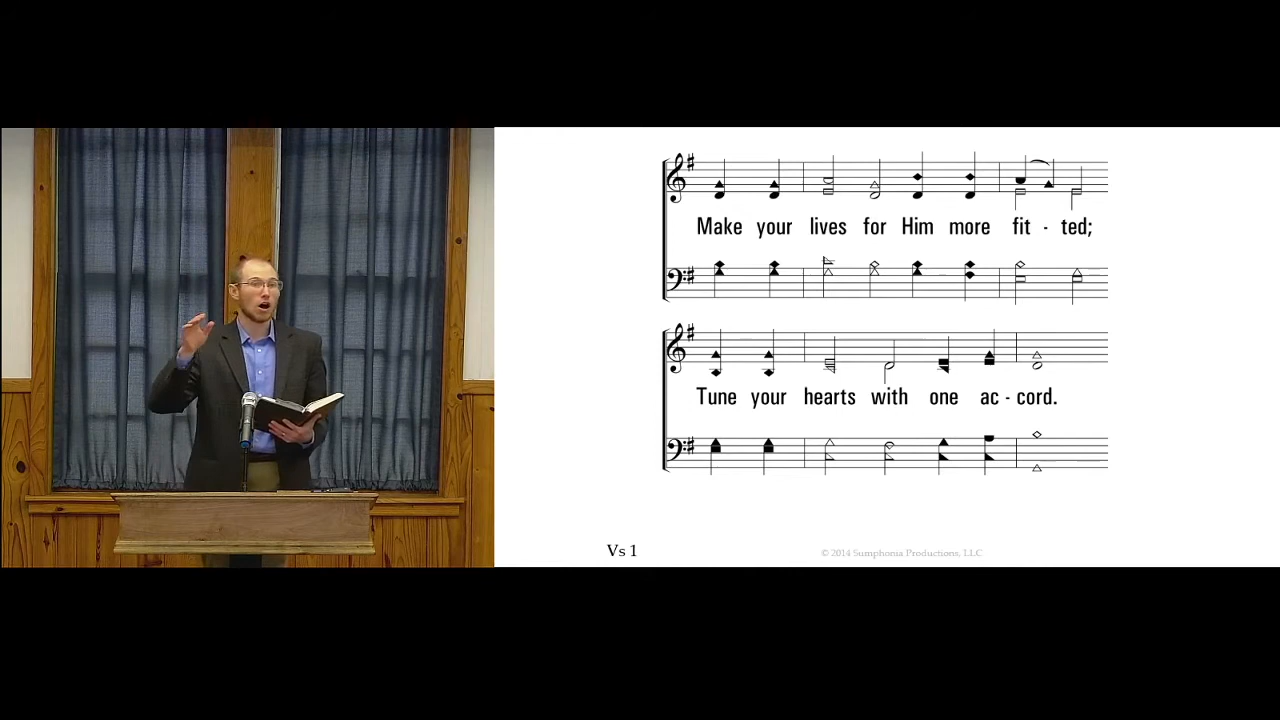 Make your lives for Him more fit - ted;
Tune your hearts with one ac - cord.
Vs 1
© 2014 Sumphonia Productions, LLC